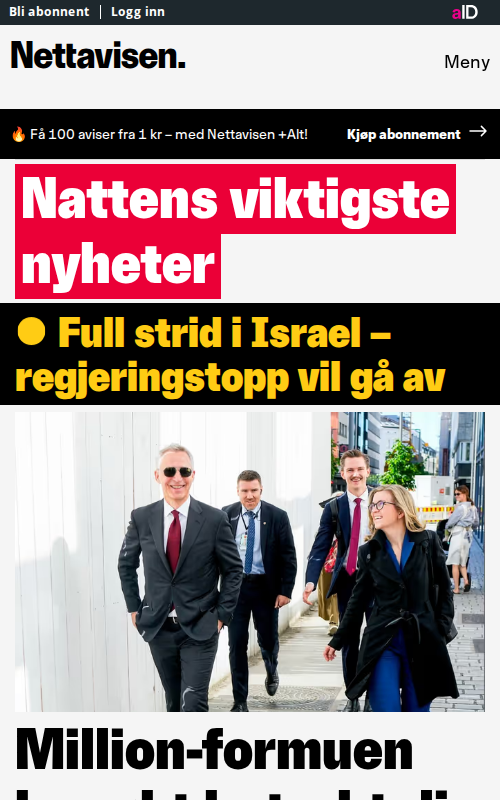 Bli abonnent | Logg inn
aID
Nettavisen.
Meny
🔥 Få 100 aviser fra 1 kr – med Nettavisen +Alt!
Kjøp abonnement →
Nattens viktigste
nyheter
Full strid i Israel –
regjeringstopp vil gå av
Million-formuen